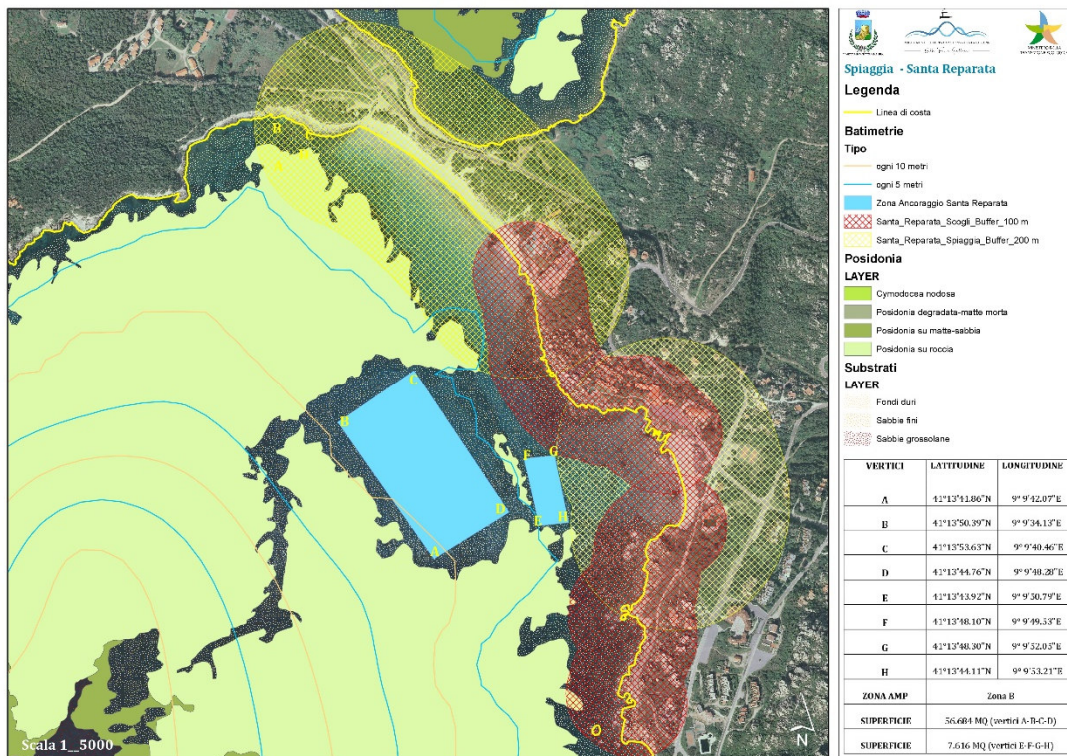 Spiaggia - Santa Reparata
Legenda
Linea di costa
Batimetrie
Tipo
ogni 10 metri
ogni 5 metri
Zona Ancoraggio Santa Reparata
Santa_Reparata_Scogli_Buffer_100 m
Santa_Reparata_Spiaggia_Buffer_200 m
Posidonia
LAYER
Cymodocea nodosa
Posidonia degradata-matte morta
Posidonia su matte-sabbia
Posidonia su roccia
Substrati
LAYER
Fondi duri
Sabbie fini
Sabbie grossolane
VERTICI LATITUDINE LONGITUDINE
A 41°13'41.86"N 9° 9'42.07"E
B 41°13'50.39"N 9° 9'34.13"E
C 41°13'53.63"N 9° 9'40.46"E
D 41°13'44.76"N 9° 9'48.28"E
E 41°13'43.92"N 9° 9'50.79"E
F 41°13'48.10"N 9° 9'49.53"E
G 41°13'48.30"N 9° 9'52.05"E
H 41°13'44.11"N 9° 9'53.21"E
ZONA AMP Zona B
SUPERFICIE 56.684 MQ (vertici A-B-C-D)
SUPERFICIE 7.616 MQ (vertici E-F-G-H)
B
C
A
C
B
D
A
F
G
E
H
O
N
Scala 1__5000